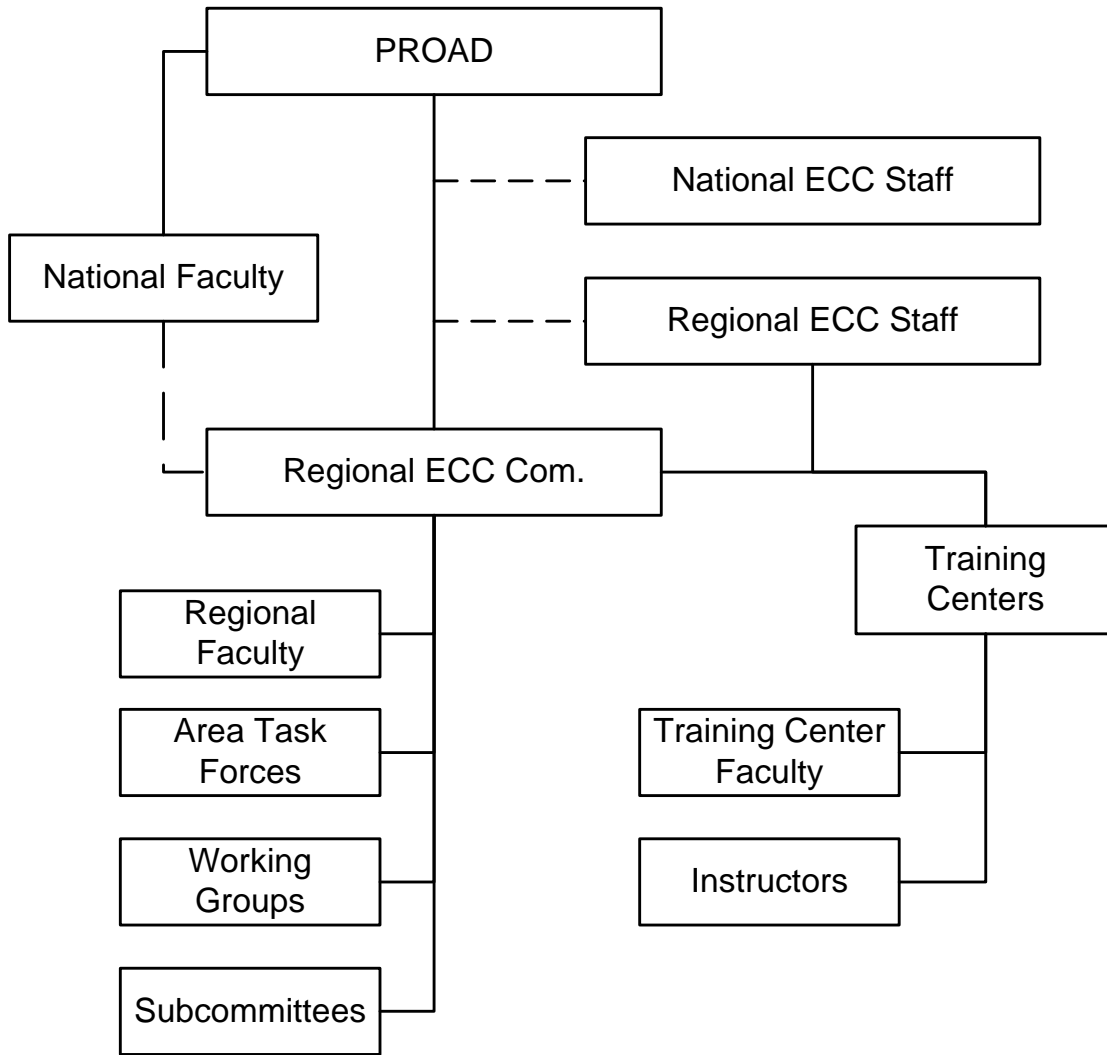 PROAD
National ECC Staff
National Faculty
Regional ECC Staff
Regional ECC Com.
Training
Centers
Regional
Faculty
Area Task
Forces
Training Center
Faculty
Working
Groups
Instructors
Subcommittees